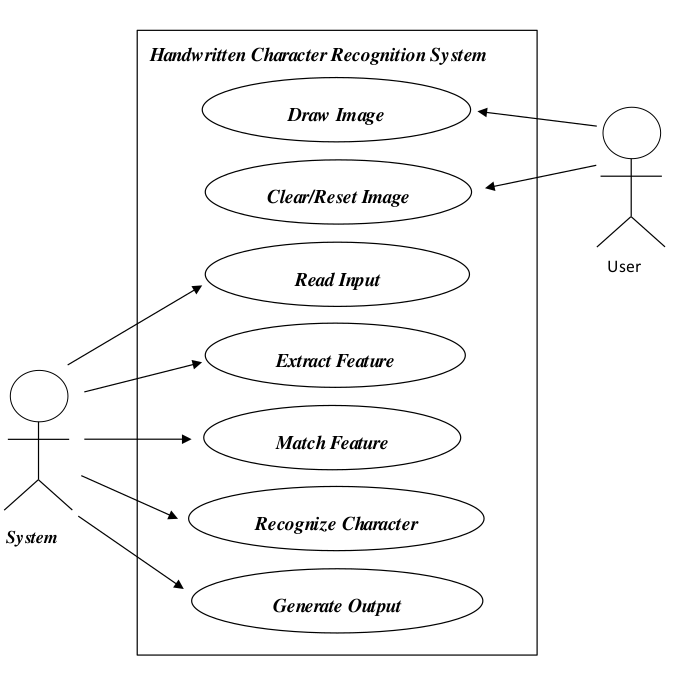 Handwritten Character Recognition System
Draw Image
Clear/Reset Image
User
Read Input
Extract Feature
Match Feature
Recognize Character
System
Generate Output